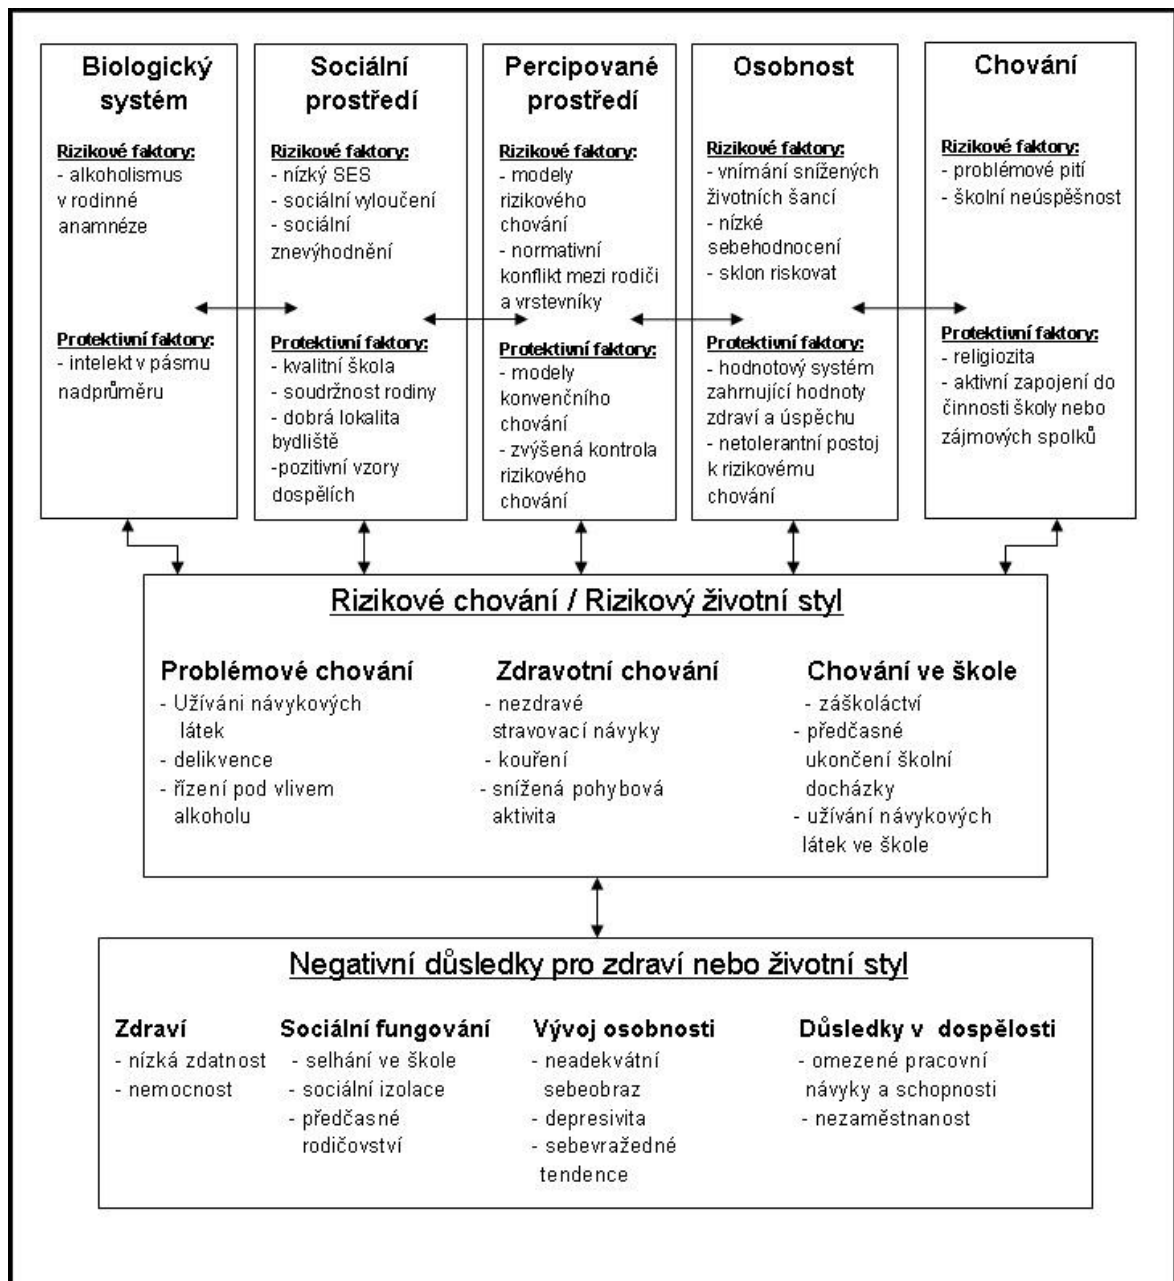 Biologický
systém
Rizikové faktory:
- alkoholismus
v rodinné
anamnéze
Protektivní faktory:
- intelekt v pásmu
nadprůměru
Sociální
prostředí
Rizikové faktory:
- nízký SES
- sociální vyloučení
- sociální
znevýhodnění
Protektivní faktory:
- kvalitní škola
- soudržnost rodiny
- dobrá lokalita
bydliště
-pozitivní vzory
dospělích
Percipované
prostředí
Rizikové faktory:
- modely
rizikového
chování
- normativní
konflikt mezi rodiči
a vrstevníky
Protektivní faktory:
- modely
konvenčního
chování
- zvýšená kontrola
rizikového
chování
Osobnost
Rizikové faktory:
- vnímání snížených
životních šancí
- nízké
sebehodnocení
- sklon riskovat
Protektivní faktory:
- hodnotový systém
zahrnující hodnoty
zdraví a úspěchu
- netolerantní postoj
k rizikovému
chování
Chování
Rizikové faktory:
- problémové pití
- školní neúspěšnost
Protektivní faktory:
- religiozita
- aktivní zapojení do
činnosti školy nebo
zájmových spolků
Rizikové chování / Rizikový životní styl
Problémové chování
- Užíváni návykových
látek
- delikvence
- řízení pod vlivem
alkoholu
Zdravotní chování
- nezdravé
stravovací návyky
- kouření
- snížená pohybová
aktivita
Chování ve škole
- záškoláctví
- předčasné
ukončení školní
docházky
- užívání návykových
látek ve škole
Negativní důsledky pro zdraví nebo životní styl
Zdraví
- nízká zdatnost
- nemocnost
Sociální fungování
- selhání ve škole
- sociální izolace
- předčasné
rodičovství
Vývoj osobnosti
- neadekvátní
sebeobraz
- depresivita
- sebevražedné
tendence
Důsledky v dospělosti
- omezené pracovní
návyky a schopnosti
- nezaměstnanost